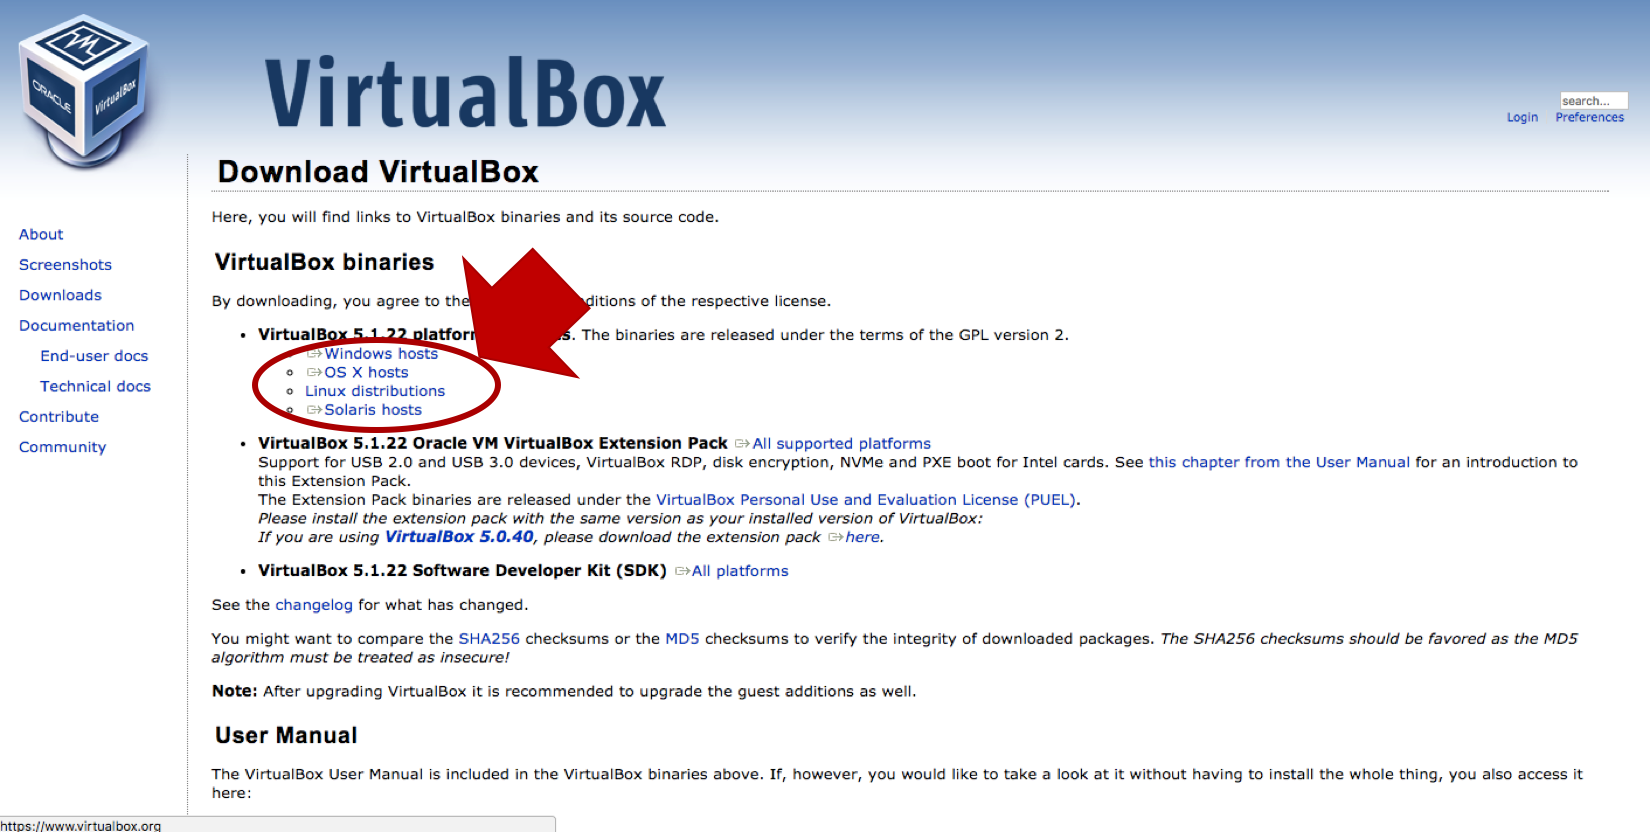 ORACLE
VirtualBox
VirtualBox
search...
Login Preferences
Download VirtualBox
Here, you will find links to VirtualBox binaries and its source code.
About
Screenshots
Downloads
Documentation
End-user docs
Technical docs
Contribute
Community
VirtualBox binaries
By downloading, you agree to the ditions of the respective license.
• VirtualBox 5.1.22 platfor s. The binaries are released under the terms of the GPL version 2.
Windows hosts
OS X hosts
Linux distributions
Solaris hosts
• VirtualBox 5.1.22 Oracle VM VirtualBox Extension Pack All supported platforms
Support for USB 2.0 and USB 3.0 devices, VirtualBox RDP, disk encryption, NVMe and PXE boot for Intel cards. See this chapter from the User Manual for an introduction to
this Extension Pack.
The Extension Pack binaries are released under the VirtualBox Personal Use and Evaluation License (PUEL).
Please install the extension pack with the same version as your installed version of VirtualBox:
If you are using VirtualBox 5.0.40, please download the extension pack here.
• VirtualBox 5.1.22 Software Developer Kit (SDK) All platforms
See the changelog for what has changed.
You might want to compare the SHA256 checksums or the MD5 checksums to verify the integrity of downloaded packages. The SHA256 checksums should be favored as the MD5
algorithm must be treated as insecure!
Note: After upgrading VirtualBox it is recommended to upgrade the guest additions as well.
User Manual
The VirtualBox User Manual is included in the VirtualBox binaries above. If, however, you would like to take a look at it without having to install the whole thing, you also access it
here:
https://www.virtualbox.org